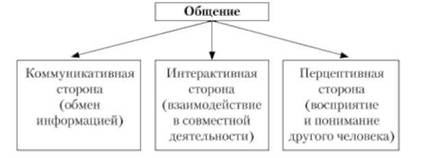 Общение
Коммуникативная
сторона
(обмен
информацией)
Интерактивная
сторона
(взаимодействие
в совместной
деятельности)
Перцептивная
сторона
(восприятие
и понимание
другого человека)